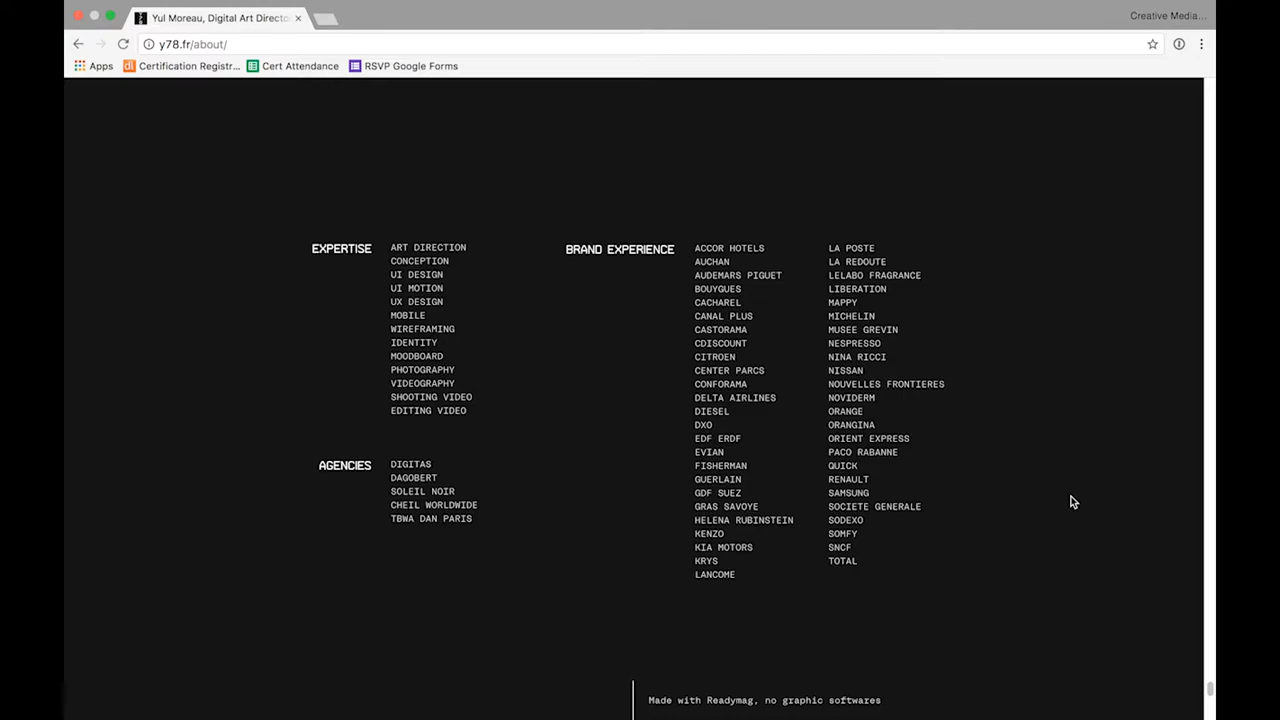 Yul Moreau, Digital Art Directo
Creative Media...
y78.fr/about/
Apps
Certification Registr...
Cert Attendance
RSVP Google Forms
EXPERTISE
ART DIRECTION
CONCEPTION
UI DESIGN
UI MOTION
UX DESIGN
MOBILE
WIREFRAMING
IDENTITY
MOODBOARD
PHOTOGRAPHY
VIDEOGRAPHY
SHOOTING VIDEO
EDITING VIDEO
AGENCIES
DIGITAS
DAGOBERT
SOLEIL NOIR
CHEIL WORLDWIDE
TBWA DAN PARIS
BRAND EXPERIENCE
ACCOR HOTELS
AUCHAN
AUDEMARS PIGUET
BOUYGUES
CACHAREL
CANAL PLUS
CASTORAMA
CDISCOUNT
CITROEN
CENTER PARCS
CONFORAMA
DELTA AIRLINES
DIESEL
DXO
EDF ERDF
EVIAN
FISHERMAN
GUERLAIN
GDF SUEZ
GRAS SAVOYE
HELENA RUBINSTEIN
KENZO
KIA MOTORS
KRYS
LANCOME
LA POSTE
LA REDOUTE
LELABO FRAGRANCE
LIBERATION
MAPPY
MICHELIN
MUSEE GREVIN
NESPRESSO
NINA RICCI
NISSAN
NOUVELLES FRONTIERES
NOVIDERM
ORANGE
ORANGINA
ORIENT EXPRESS
PACO RABANNE
QUICK
RENAULT
SAMSUNG
SOCIETE GENERALE
SODEXO
SOMFY
SNCF
TOTAL
Made with Readymag, no graphic softwares